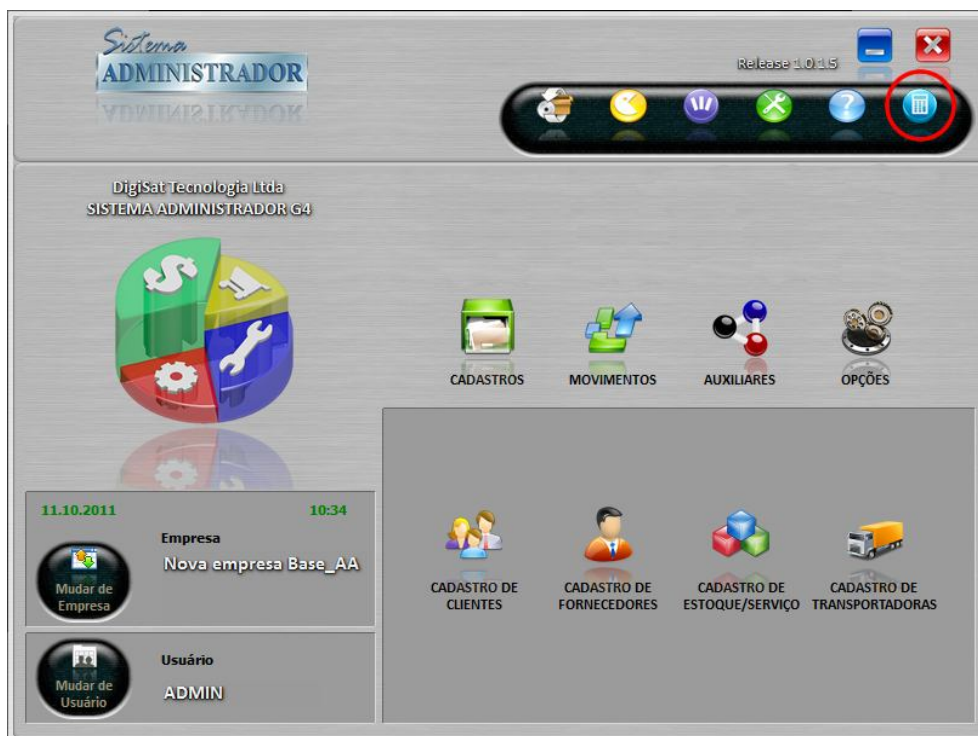 Sistema
ADMINISTRADOR
Release 1.0.1.5
DigiSat Tecnologia Ltda
SISTEMA ADMINISTRADOR G4
CADASTROS
MOVIMENTOS
AUXILIARES
OPÇÕES
11.10.2011
10:34
Empresa
Nova empresa Base_AA
Mudar de
Empresa
CADASTRO DE
CLIENTES
CADASTRO DE
FORNECEDORES
CADASTRO DE
ESTOQUE/SERVIÇO
CADASTRO DE
TRANSPORTADORAS
Usuário
ADMIN
Mudar de
Usuário